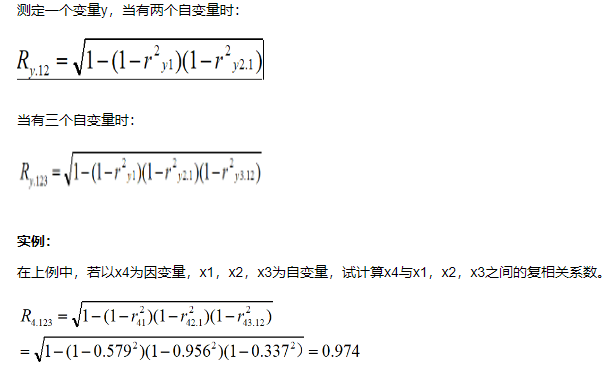 测定一个变量y，当有两个自变量时：
R_{y.12} = \sqrt{1-(1-r^2_{y1})(1-r^2_{y2.1})}
当有三个自变量时：
R_{y.123} = \sqrt{1-(1-r^2_{y1})(1-r^2_{y2.1})(1-r^2_{y3.12})}
实例：
在上例中，若以x4为因变量，x1，x2，x3为自变量，试计算x4与x1，x2，x3之间的复相关系数。
R_{4.123} = \sqrt{1-(1-r^2_{41})(1-r^2_{42.1})(1-r^2_{43.12})}
= \sqrt{1-(1-0.579^2)(1-0.956^2)(1-0.337^2)} = 0.974